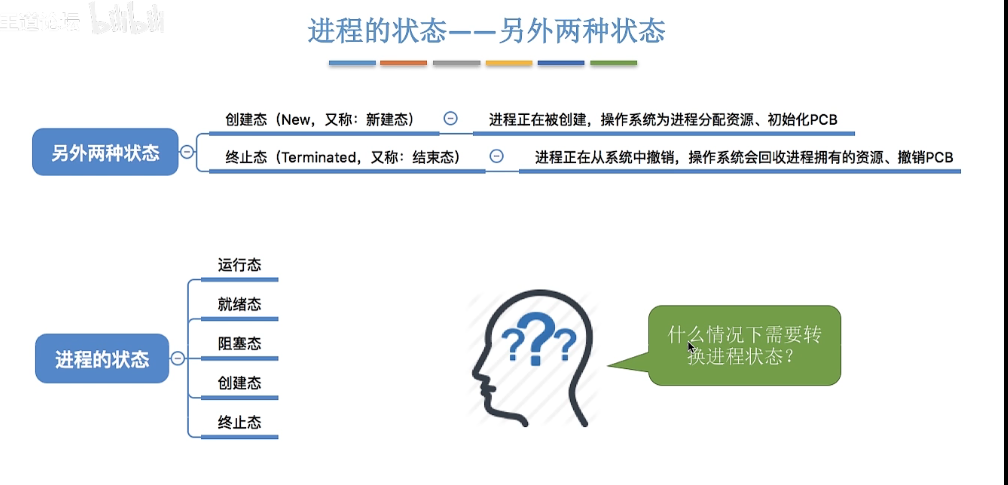 进程的状态——另外两种状态
创建态（New，又称：新建态）
进程正在被创建，操作系统为进程分配资源、初始化PCB
另外两种状态
终止态（Terminated，又称：结束态）
进程正在从系统中撤销，操作系统会回收进程拥有的资源、撤销PCB
运行态
就绪态
阻塞态
进程的状态
创建态
终止态
???
什么情况下需要转
换进程状态？